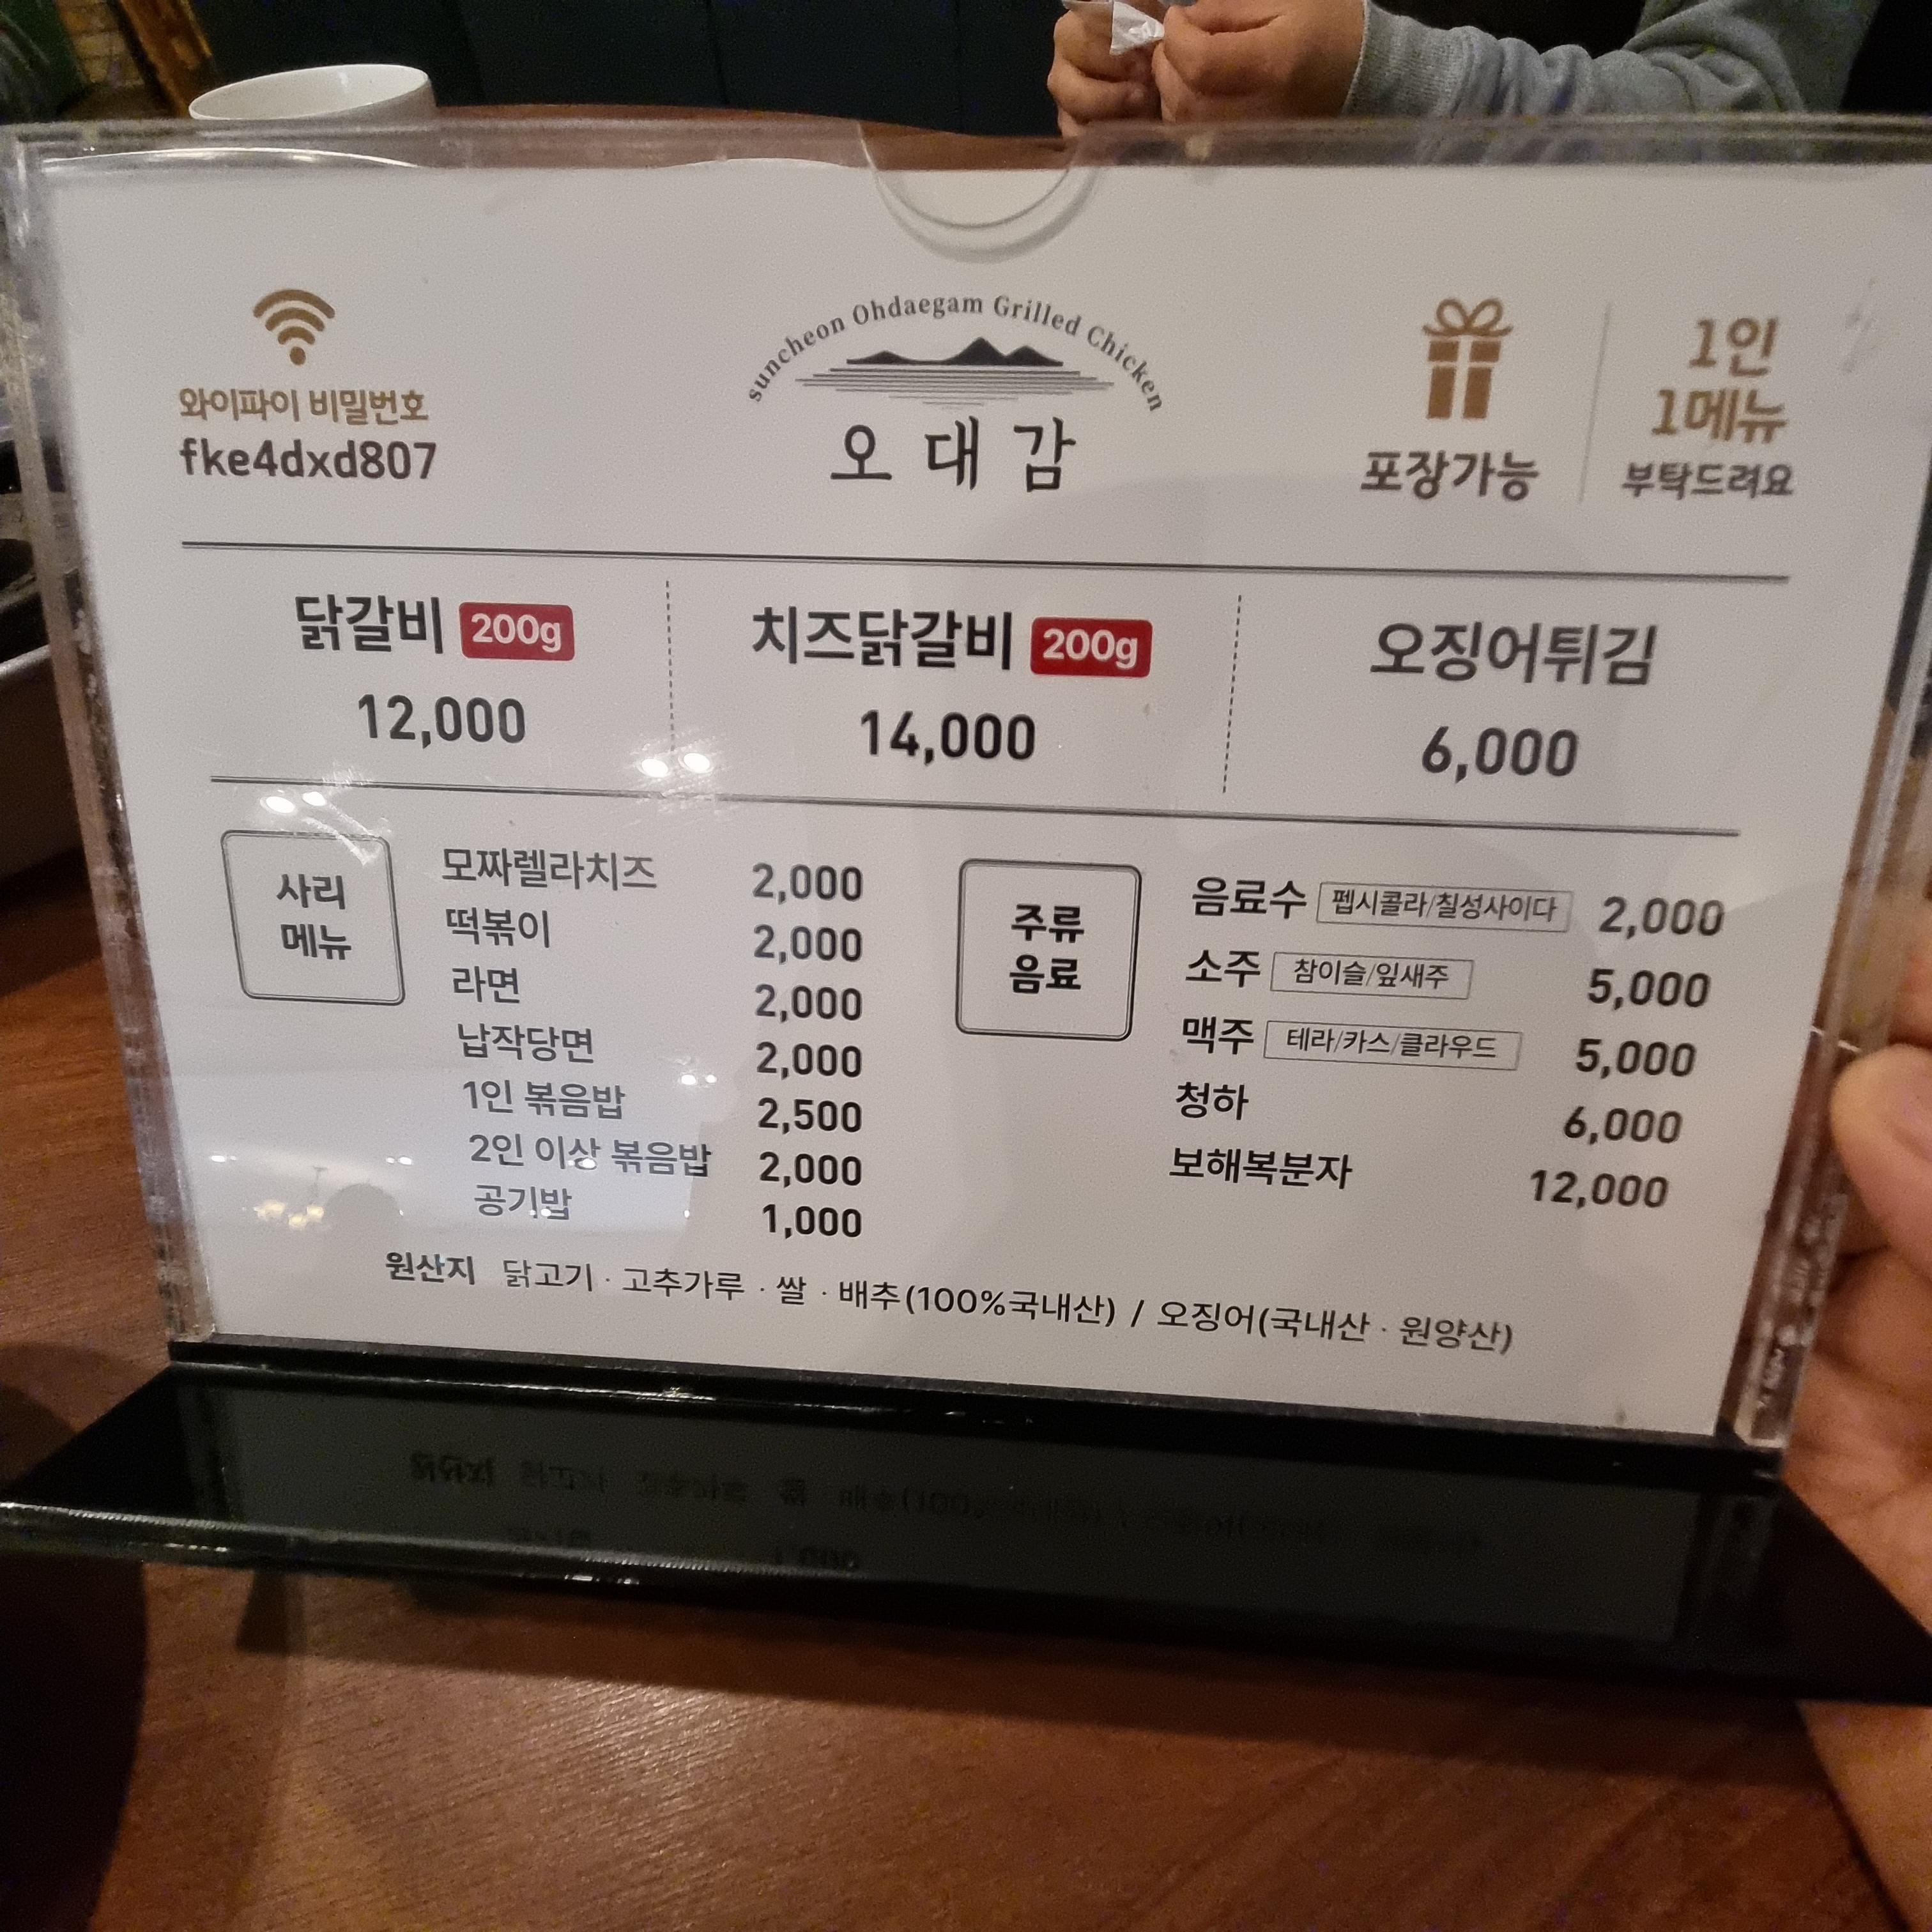 와이파이 비밀번호
fke4dxd807
suncheon Ohdaegam Grilled Chicken
오대감
포장가능
1인
1메뉴
부탁드려요
닭갈비 200g
12,000
치즈닭갈비 200g
14,000
오징어튀김
6,000
사리
메뉴
모짜렐라치즈 2,000
떡볶이 2,000
라면 2,000
납작당면 2,000
1인 볶음밥 2,500
2인 이상 볶음밥 2,000
공기밥 1,000
주류
음료
음료수 펩시콜라/칠성사이다 2,000
소주 참이슬/잎새주 5,000
맥주 테라/카스/클라우드 5,000
청하 6,000
보해복분자 12,000
원산지 닭고기 · 고추가루 · 쌀 · 배추(100%국내산) / 오징어(국내산 · 원양산)